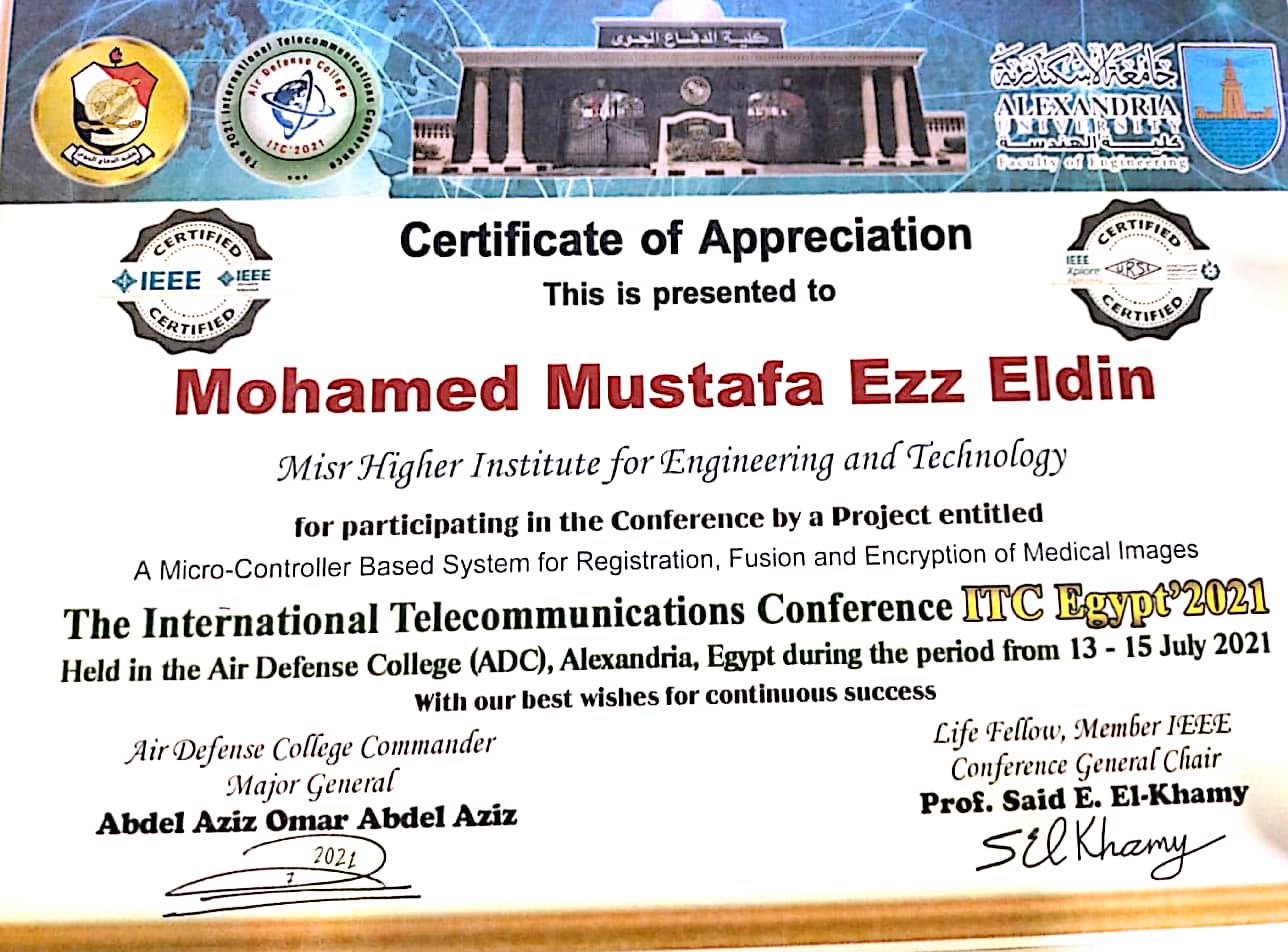 كلية الدفاع الجوى
The 2021 International Telecommunications Conference
Air Defense College
ITC'2021
جامعة الإسكندرية
ALEXANDRIA
UNIVERSITY
كلية الهندسة
Faculty of Engineering
CERTIFIED
IEEE IEEE
CERTIFIED
CERTIFIED
IEEE
Xplore
URSI
CERTIFIED
Certificate of Appreciation
This is presented to
Mohamed Mustafa Ezz Eldin
Misr Higher Institute for Engineering and Technology
for participating in the Conference by a Project entitled
A Micro-Controller Based System for Registration, Fusion and Encryption of Medical Images
The International Telecommunications Conference ITC Egypt'2021
Held in the Air Defense College (ADC), Alexandria, Egypt during the period from 13 - 15 July 2021
With our best wishes for continuous success
Air Defense College Commander
Major General
Abdel Aziz Omar Abdel Aziz
2021
7
Life Fellow, Member IEEE
Conference General Chair
Prof. Said E. El-Khamy
S El Khamy